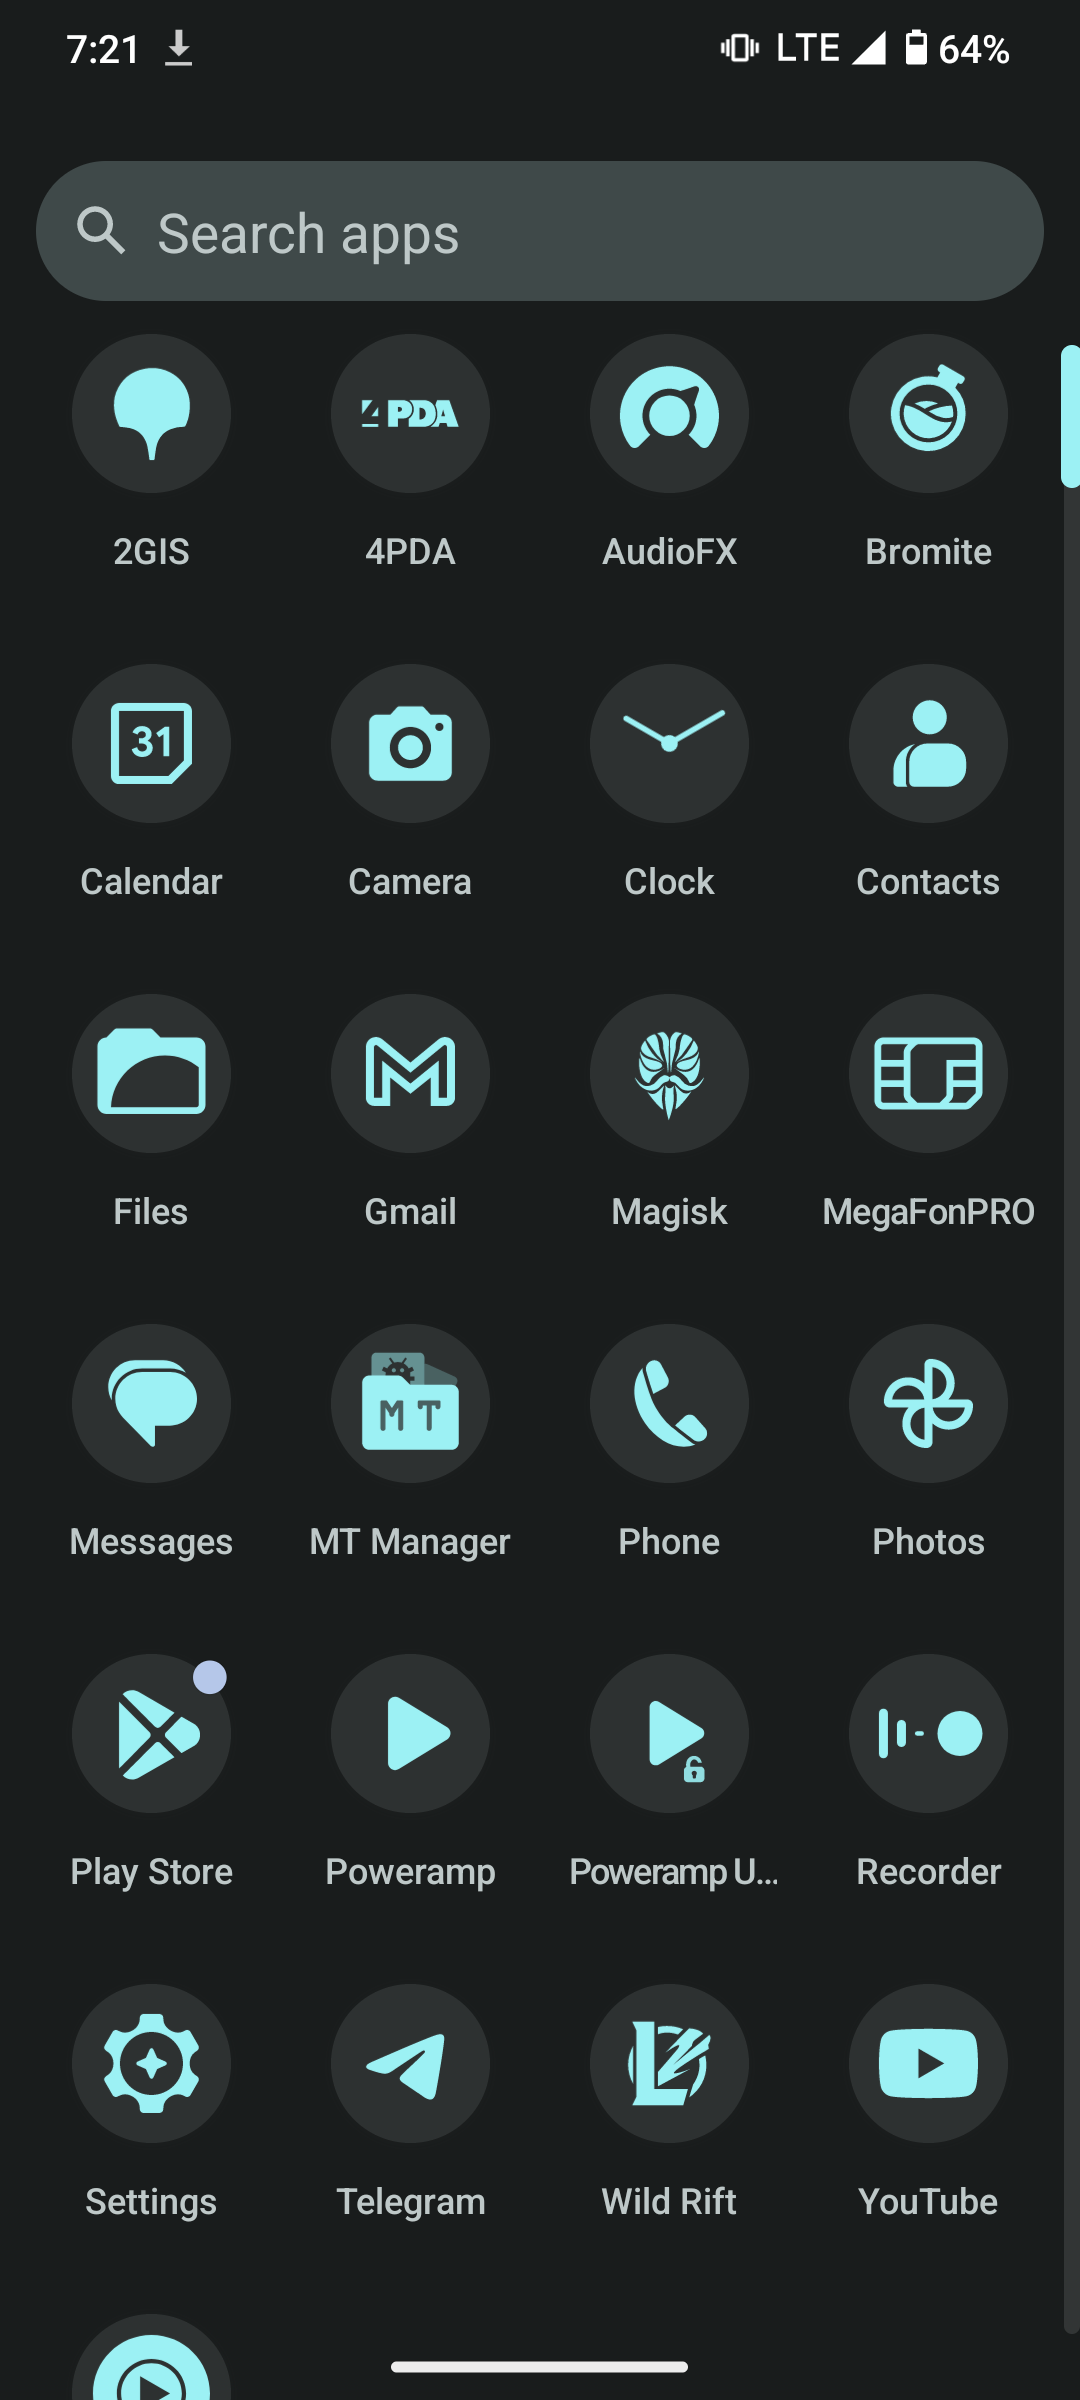 7:21 LTE 64%
Search apps
4PDA
2GIS 4PDA AudioFX Bromite
31
Calendar Camera Clock Contacts
Files Gmail Magisk MegaFonPRO
MT
Messages MT Manager Phone Photos
Play Store Poweramp Poweramp U... Recorder
Settings Telegram Wild Rift YouTube